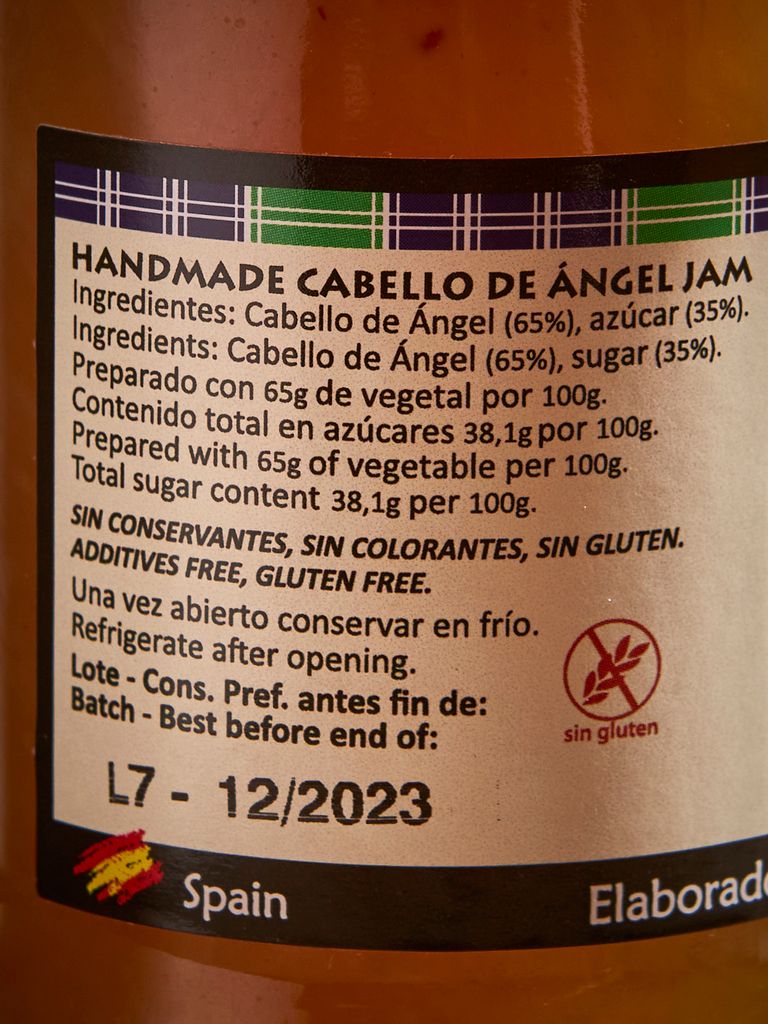 HANDMADE CABELLO DE ÁNGEL JAM
Ingredientes: Cabello de Ángel (65%), azúcar (35%).
Ingredients: Cabello de Ángel (65%), sugar (35%).
Preparado con 65g de vegetal por 100g.
Contenido total en azúcares 38,1g por 100g.
Prepared with 65g of vegetable per 100g.
Total sugar content 38,1g per 100g.
SIN CONSERVANTES, SIN COLORANTES, SIN GLUTEN.
ADDITIVES FREE, GLUTEN FREE.
Una vez abierto conservar en frío.
Refrigerate after opening.
Lote - Cons. Pref. antes fin de:
Batch - Best before end of:
sin gluten
L7 - 12/2023
Spain
Elaborado